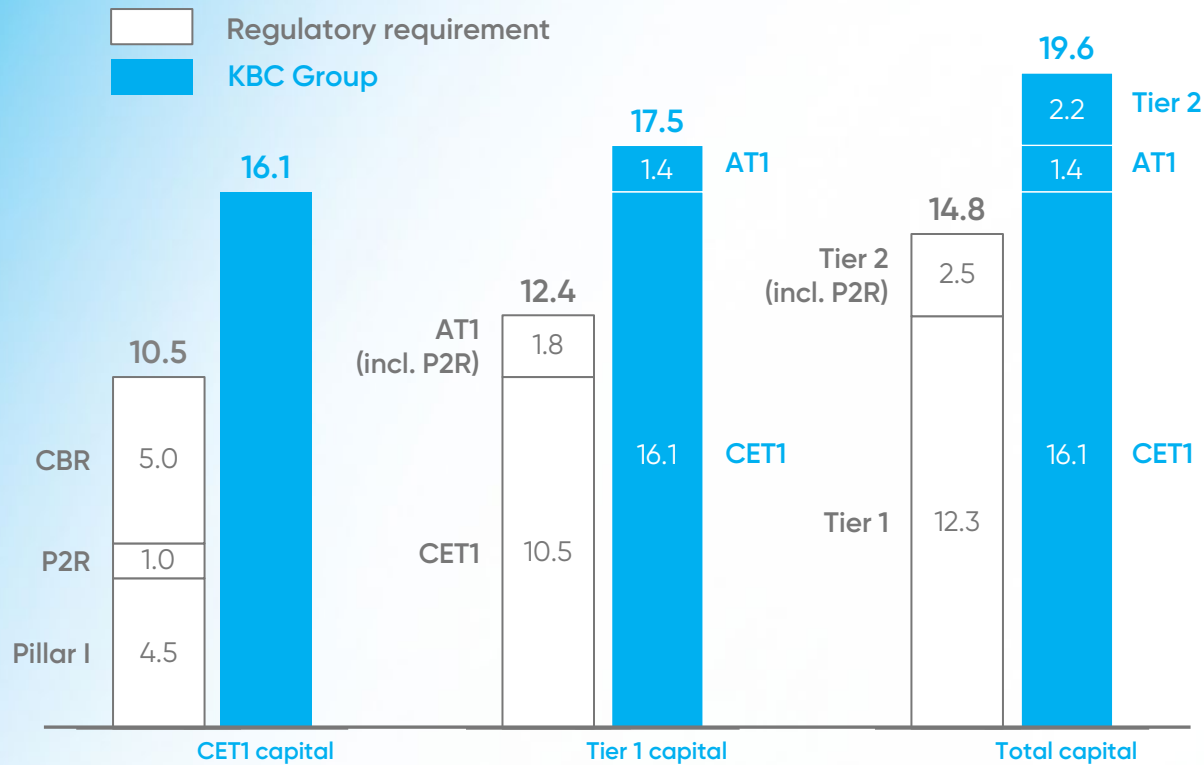 Regulatory requirement
KBC Group
10.5
CBR
5.0
P2R
1.0
Pillar I
4.5
16.1
CET1 capital
12.4
AT1
(incl. P2R)
1.8
CET1
10.5
17.5
1.4
AT1
16.1
CET1
Tier 1 capital
14.8
Tier 2
(incl. P2R)
2.5
Tier 1
12.3
19.6
2.2
Tier 2
1.4
AT1
16.1
CET1
Total capital